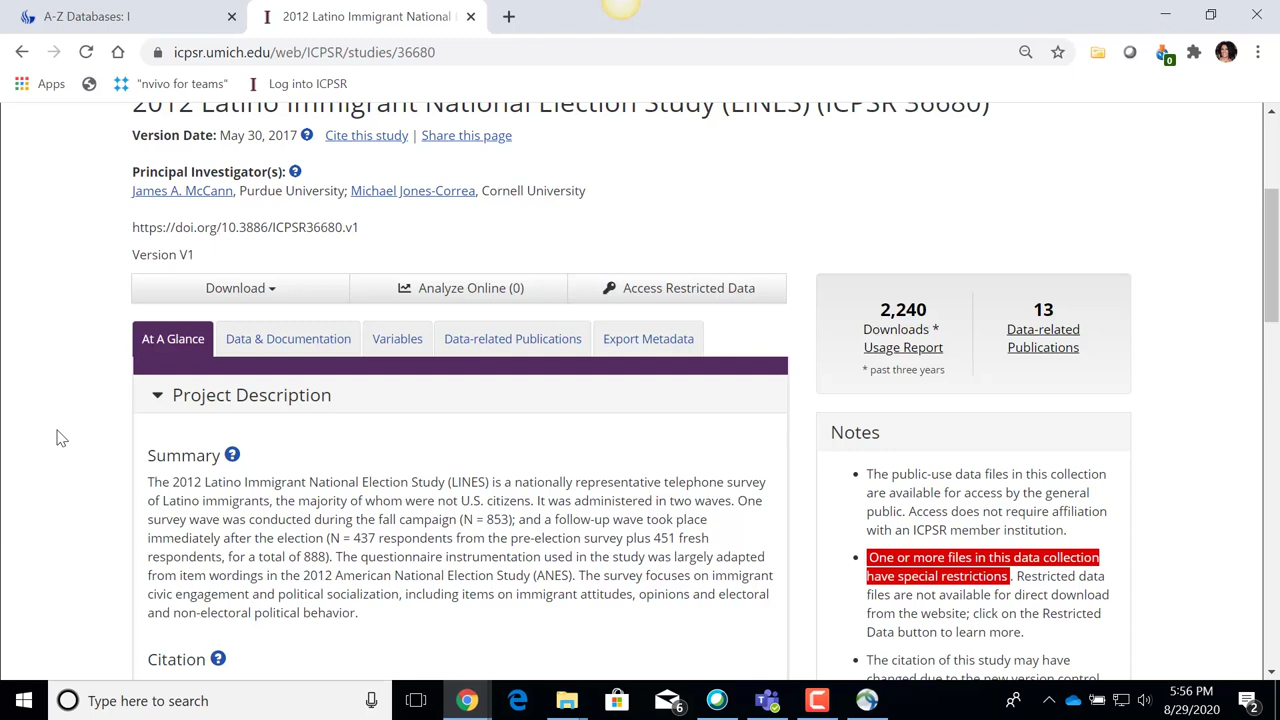 A-Z Databases: I
2012 Latino Immigrant National
icpsr.umich.edu/web/ICPSR/studies/36680
0
Apps
"nvivo for teams"
Log into ICPSR
2012 Latino Immigrant National Election Study (LINES) (ICPSR 36680)
Version Date: May 30, 2017 ? Cite this study | Share this page
Principal Investigator(s): ?
James A. McCann, Purdue University; Michael Jones-Correa, Cornell University
https://doi.org/10.3886/ICPSR36680.v1
Version V1
Download
Analyze Online (0)
Access Restricted Data
At A Glance
Data & Documentation
Variables
Data-related Publications
Export Metadata
Project Description
Summary ?
The 2012 Latino Immigrant National Election Study (LINES) is a nationally representative telephone survey
of Latino immigrants, the majority of whom were not U.S. citizens. It was administered in two waves. One
survey wave was conducted during the fall campaign (N = 853); and a follow-up wave took place
immediately after the election (N = 437 respondents from the pre-election survey plus 451 fresh
respondents, for a total of 888). The questionnaire instrumentation used in the study was largely adapted
from item wordings in the 2012 American National Election Study (ANES). The survey focuses on immigrant
civic engagement and political socialization, including items on immigrant attitudes, opinions and electoral
and non-electoral political behavior.
Citation ?
2,240
Downloads *
Usage Report
* past three years
13
Data-related
Publications
Notes
• The public-use data files in this collection
are available for access by the general
public. Access does not require affiliation
with an ICPSR member institution.
• One or more files in this data collection
have special restrictions . Restricted data
files are not available for direct download
from the website; click on the Restricted
Data button to learn more.
• The citation of this study may have
changed due to the new version control
Type here to search
6
5:56 PM
8/29/2020
2